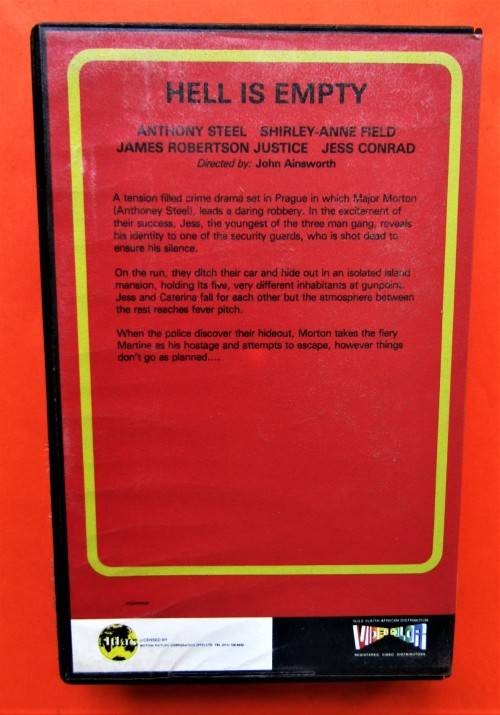 HELL IS EMPTY
ANTHONY STEEL SHIRLEY-ANNE FIELD
JAMES ROBERTSON JUSTICE JESS CONRAD
Directed by: John Ainsworth
A tension filled crime drama set in Prague in which Major Morton
(Anthoney Steel), leads a daring robbery. In the excitement of
their success, Jess, the youngest of the three man gang, reveals
his identity to one of the security guards, who is shot dead to
ensure his silence.
On the run, they ditch their car and hide out in an isolated island
mansion, holding its five, very different inhabitants at gunpoint.
Jess and Caterina fall for each other but the atmosphere between
the rest reaches fever pitch.
When the police discover their hideout, Morton takes the fiery
Martine as his hostage and attempts to escape, however things
don't go as planned....
Atlas
LICENSED BY
MOTION PICTURE CORPORATION (PTY) LTD TEL
SOLE SOUTH AFRICAN DISTRIBUTION
VIDEOLOR
REGISTERED VIDEO DISTRIBUTORS